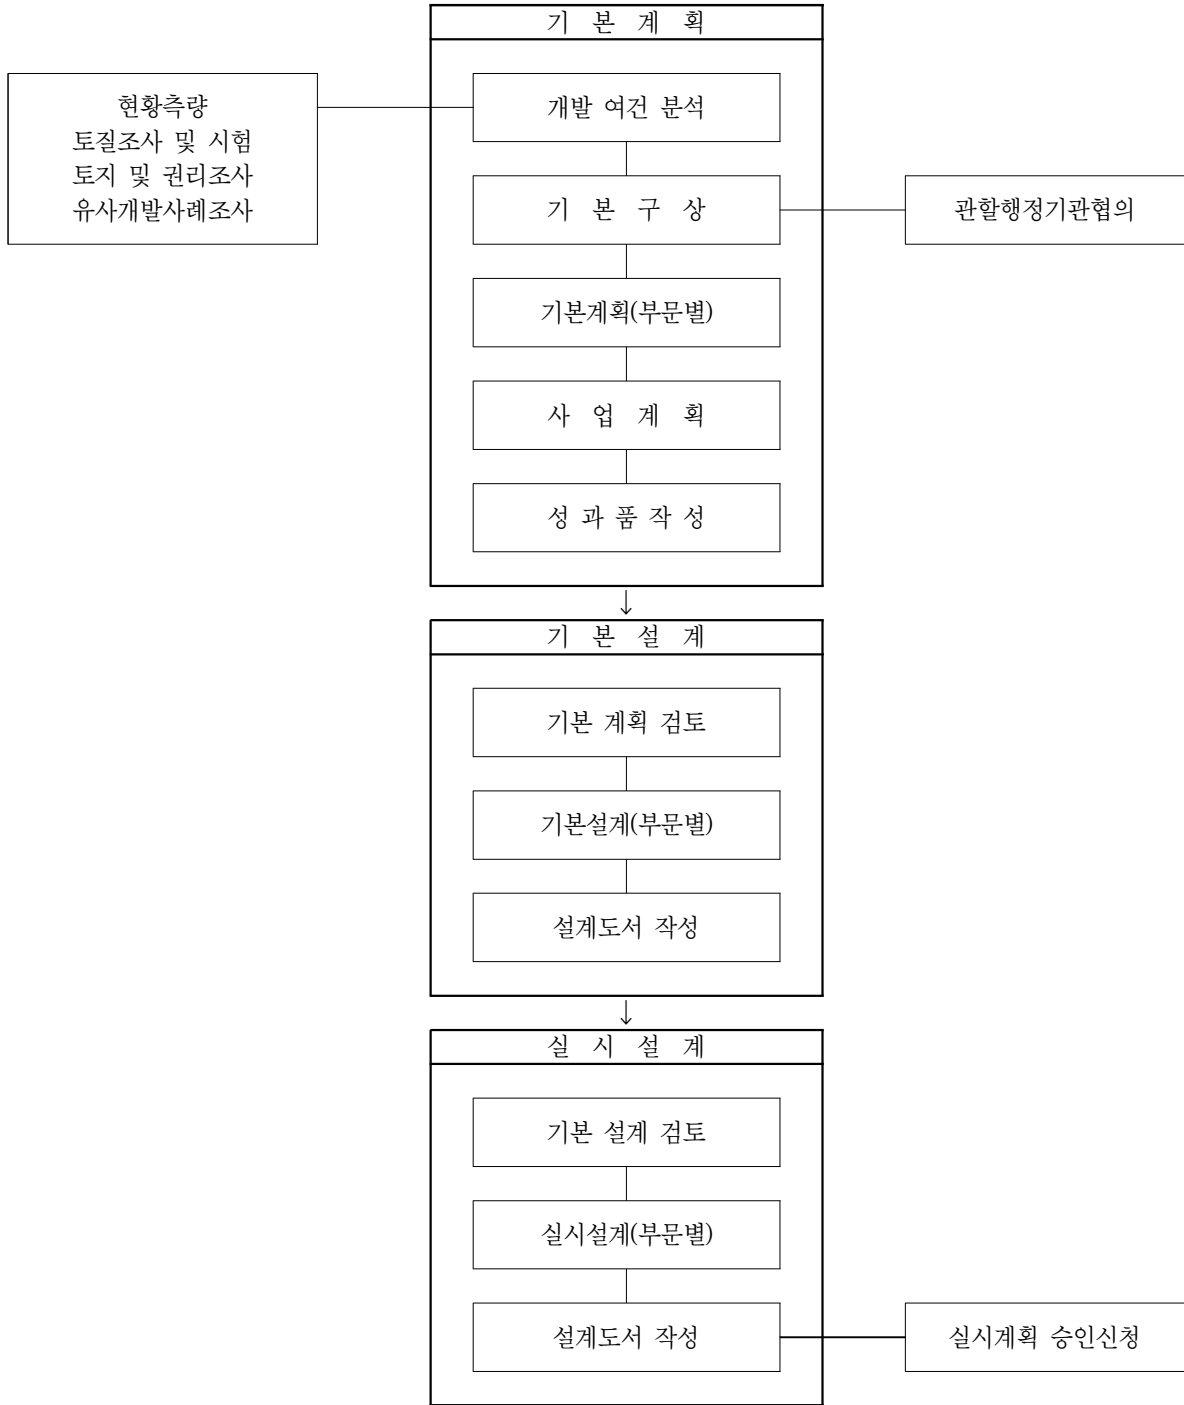 기 본 계 획
현황측량
토질조사 및 시험
토지 및 권리조사
유사개발사례조사
개발 여건 분석
기 본 구 상
관할행정기관협의
기본계획(부문별)
사 업 계 획
성 과 품 작 성
↓
기 본 설 계
기본 계획 검토
기본설계(부문별)
설계도서 작성
↓
실 시 설 계
기본 설계 검토
실시설계(부문별)
설계도서 작성
실시계획 승인신청